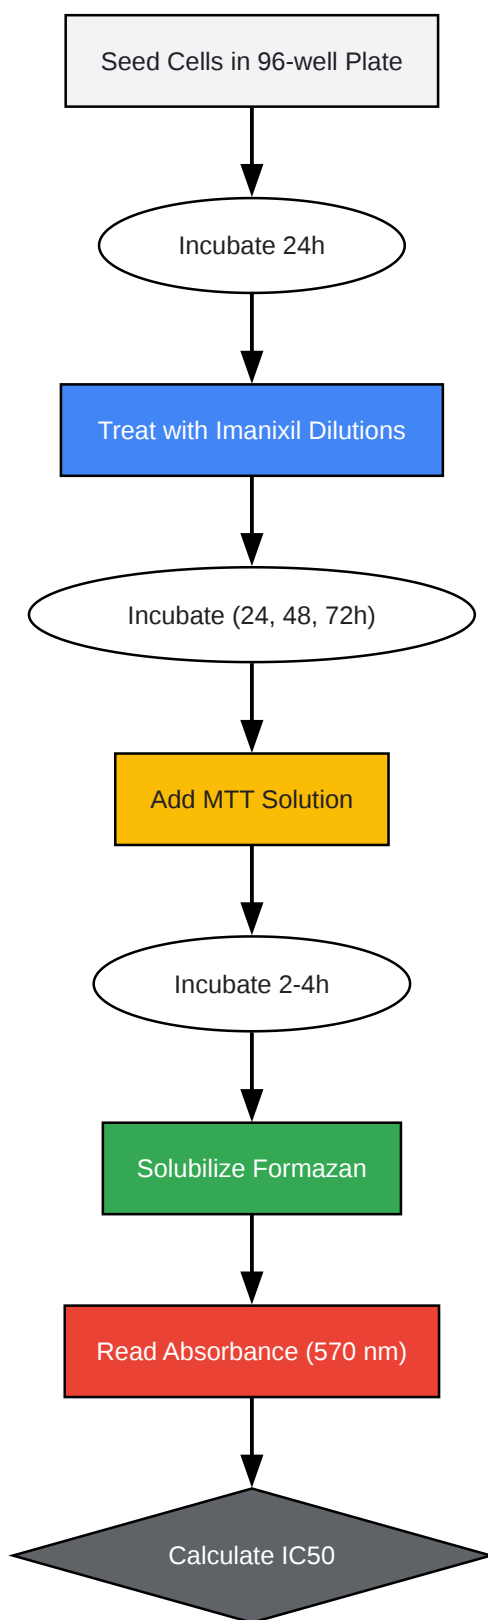 Seed Cells in 96-well Plate
Incubate 24h
Treat with Imanixil Dilutions
Incubate (24, 48, 72h)
Add MTT Solution
Incubate 2-4h
Solubilize Formazan
Read Absorbance (570 nm)
Calculate IC50